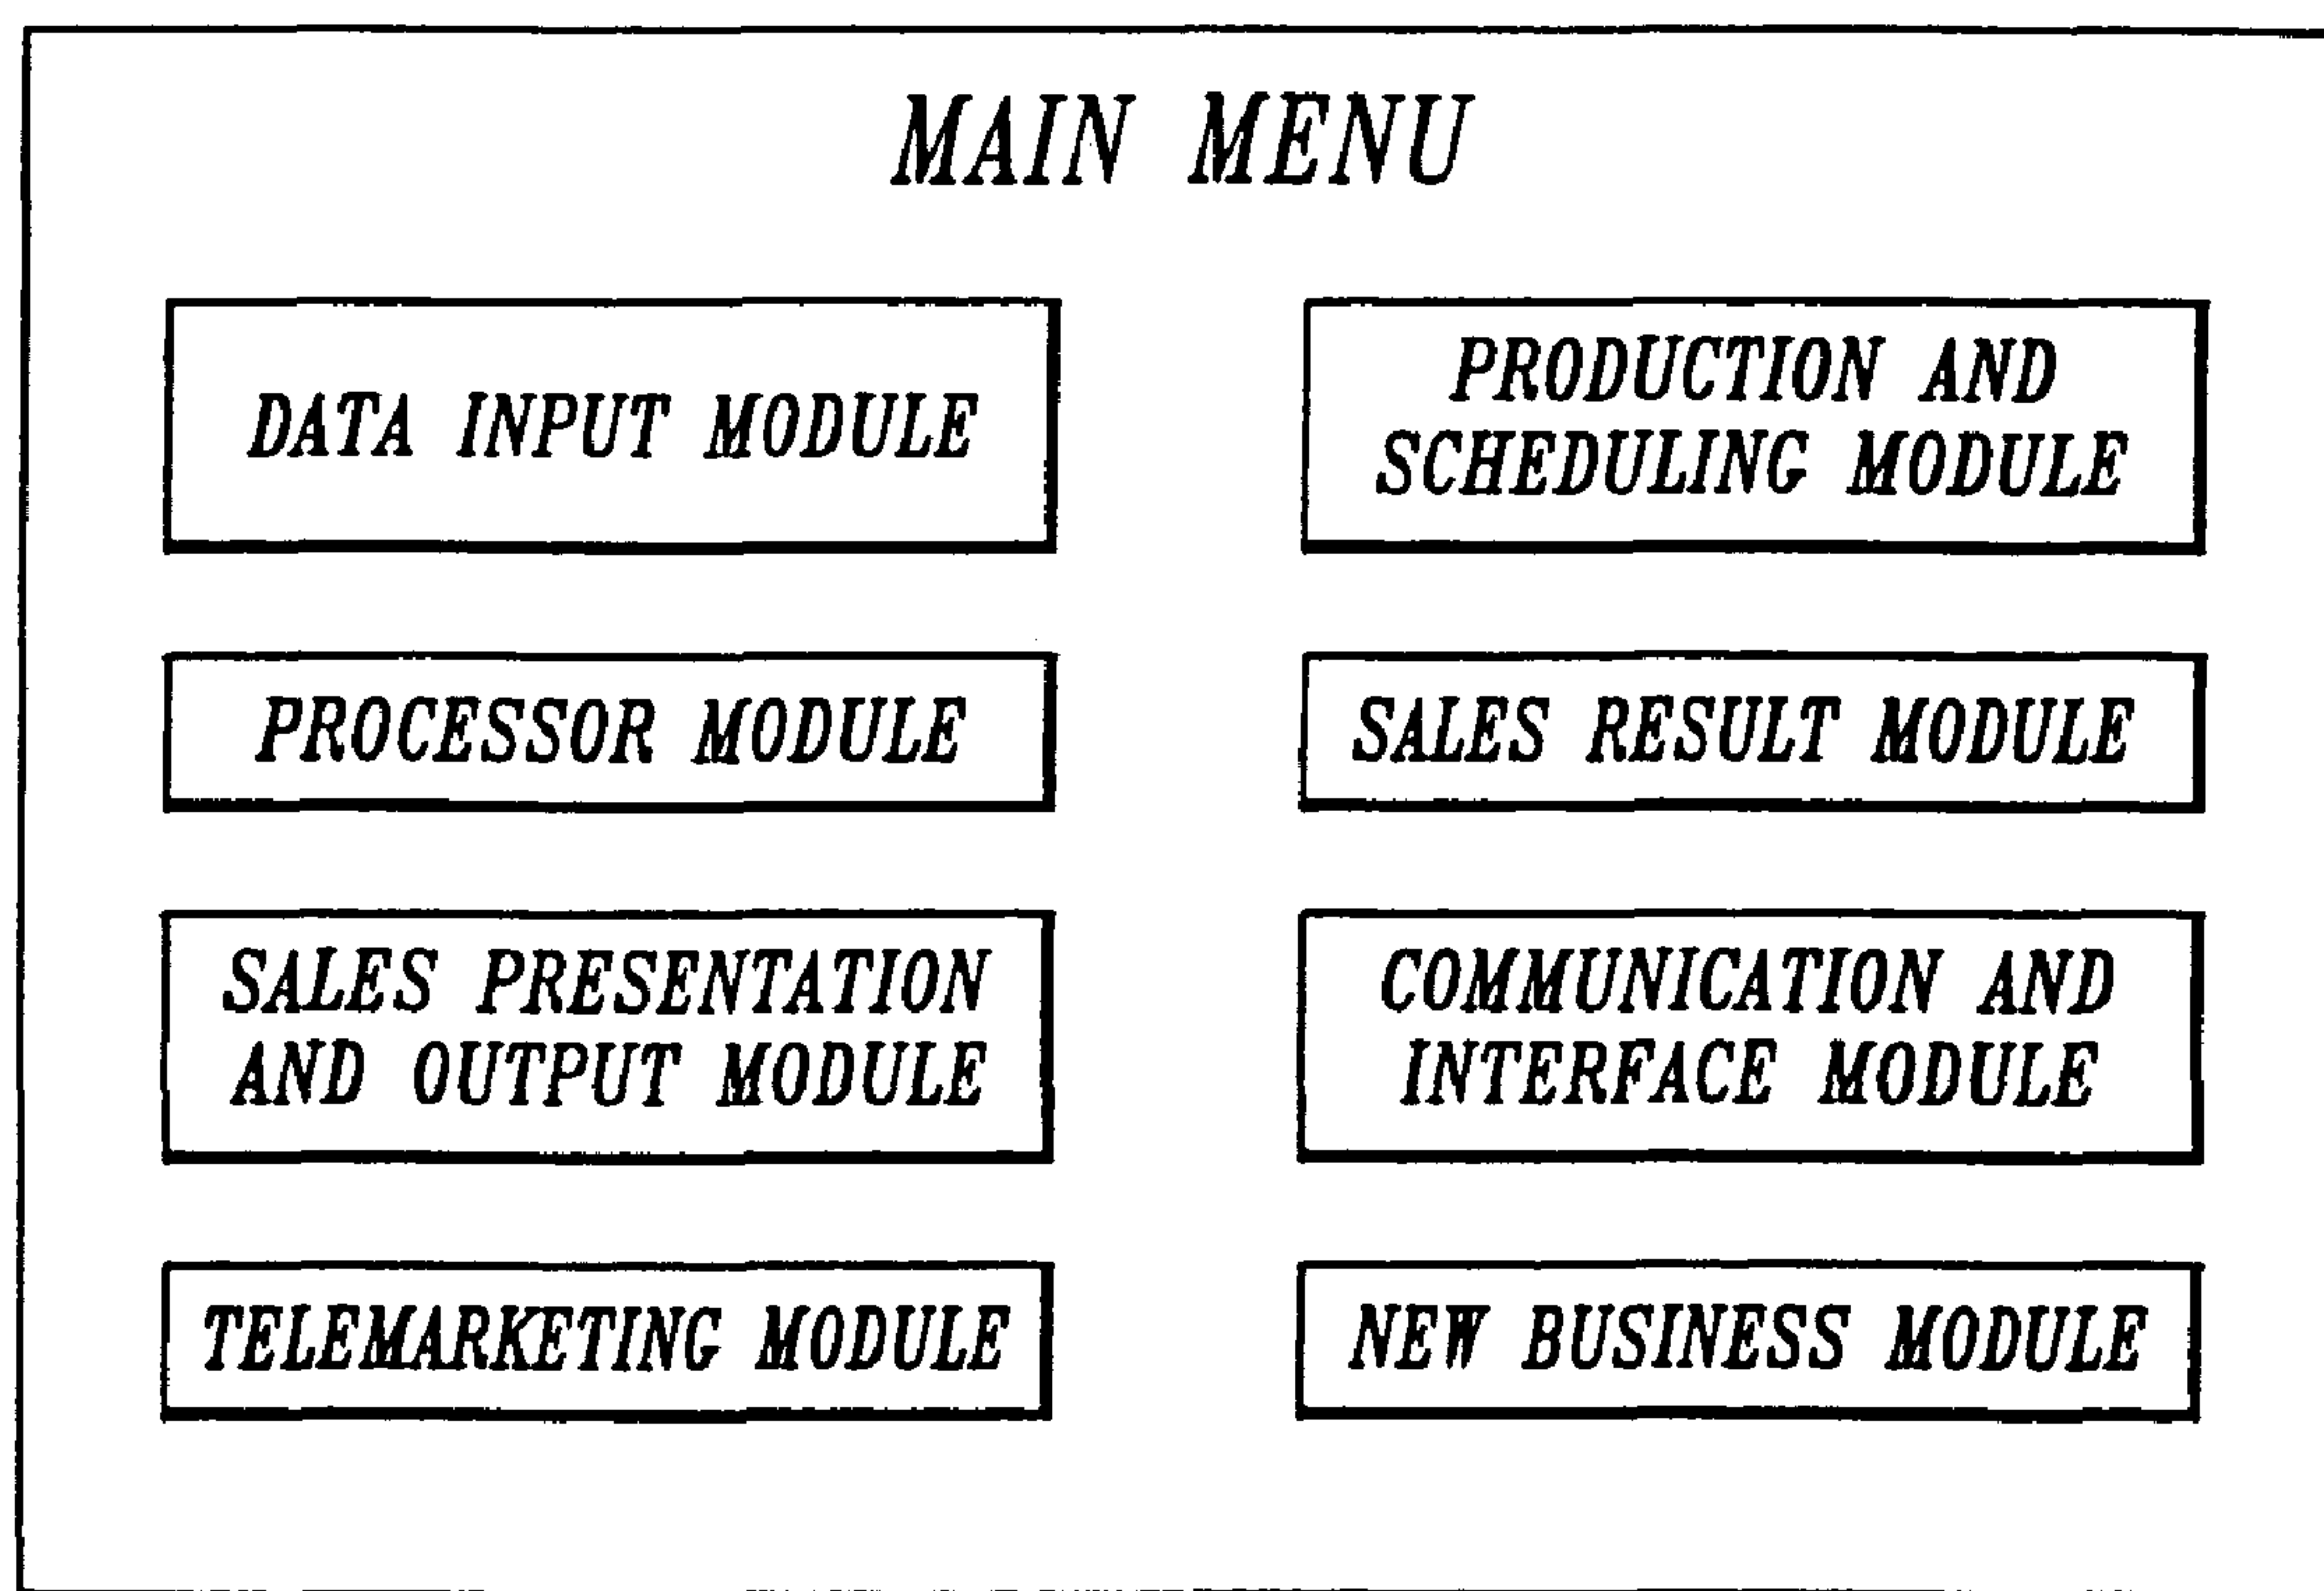 MAIN MENU
DATA INPUT MODULE
PRODUCTION AND
SCHEDULING MODULE
PROCESSOR MODULE
SALES RESULT MODULE
SALES PRESENTATION
AND OUTPUT MODULE
COMMUNICATION AND
INTERFACE MODULE
TELEMARKETING MODULE
NEW BUSINESS MODULE